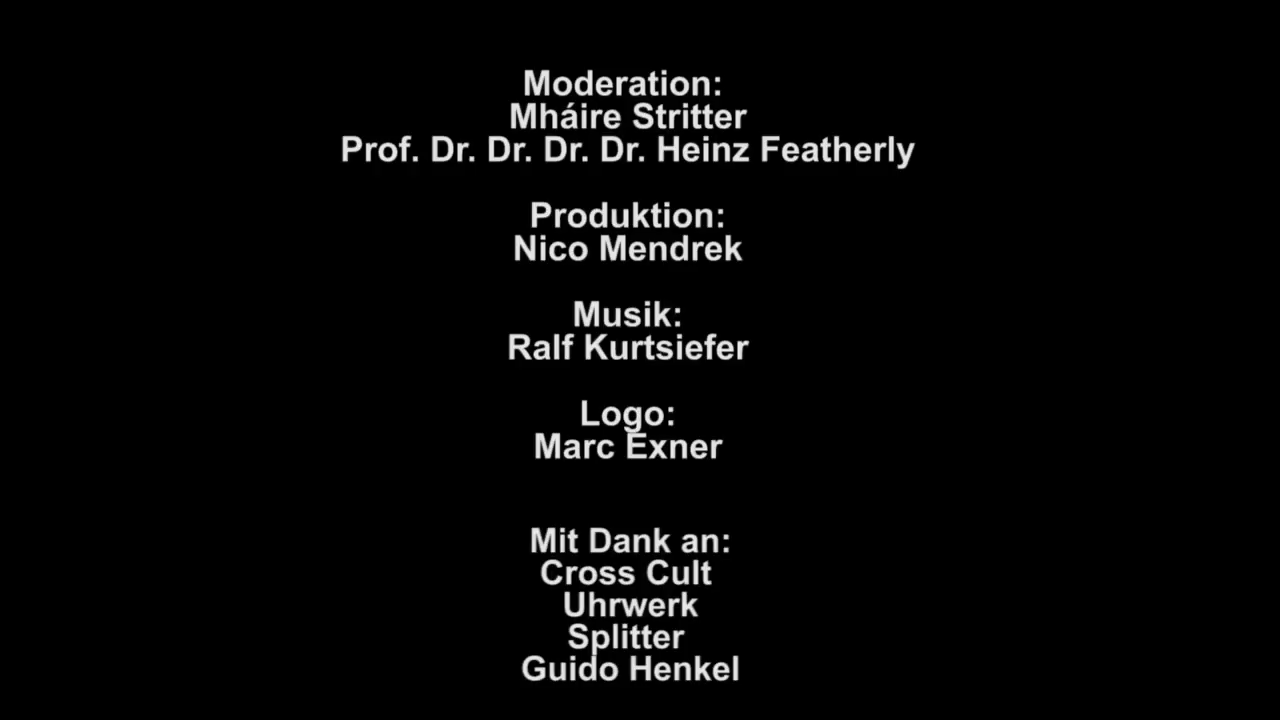 Moderation:
Mháire Stritter
Prof. Dr. Dr. Dr. Dr. Heinz Featherly
Produktion:
Nico Mendrek
Musik:
Ralf Kurtsiefer
Logo:
Marc Exner
Mit Dank an:
Cross Cult
Uhrwerk
Splitter
Guido Henkel